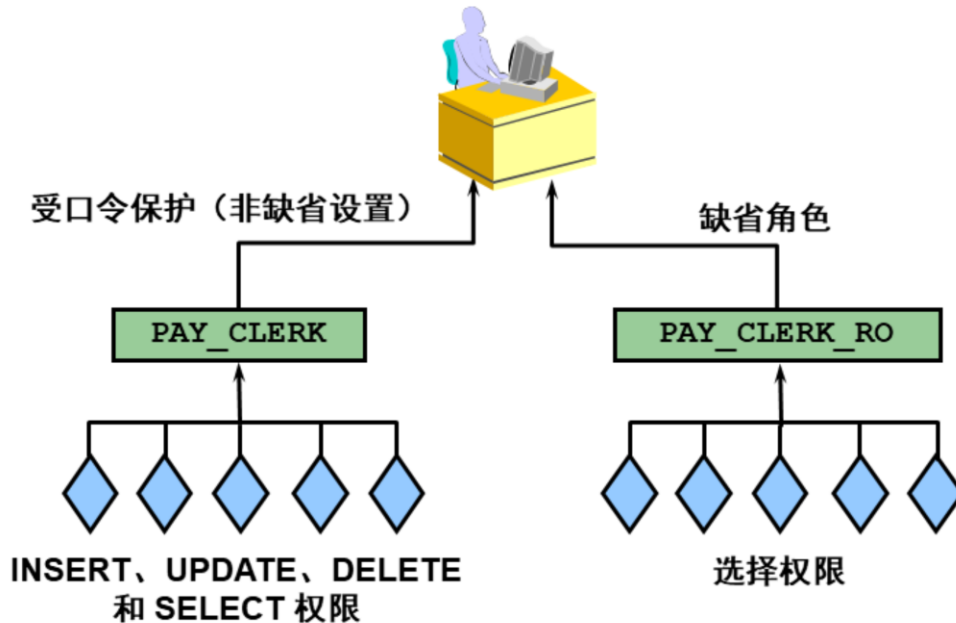 受口令保护（非缺省设置）
缺省角色
PAY_CLERK
PAY_CLERK_RO
INSERT、UPDATE、DELETE
和 SELECT 权限
选择权限